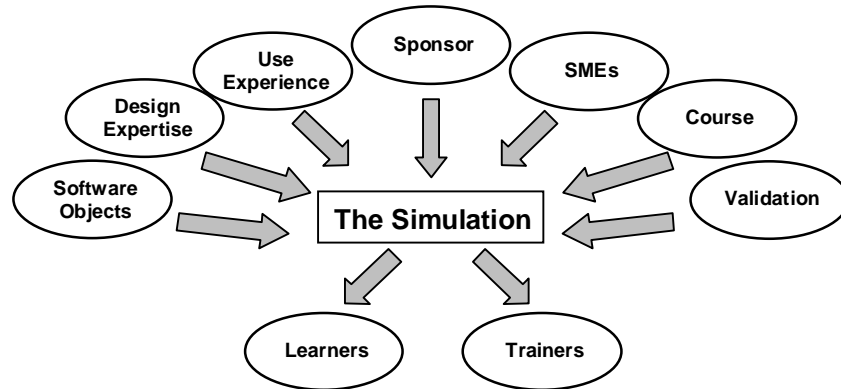 Sponsor
Use
Experience
SMEs
Design
Expertise
Course
Software
Objects
Validation
The Simulation
Learners
Trainers